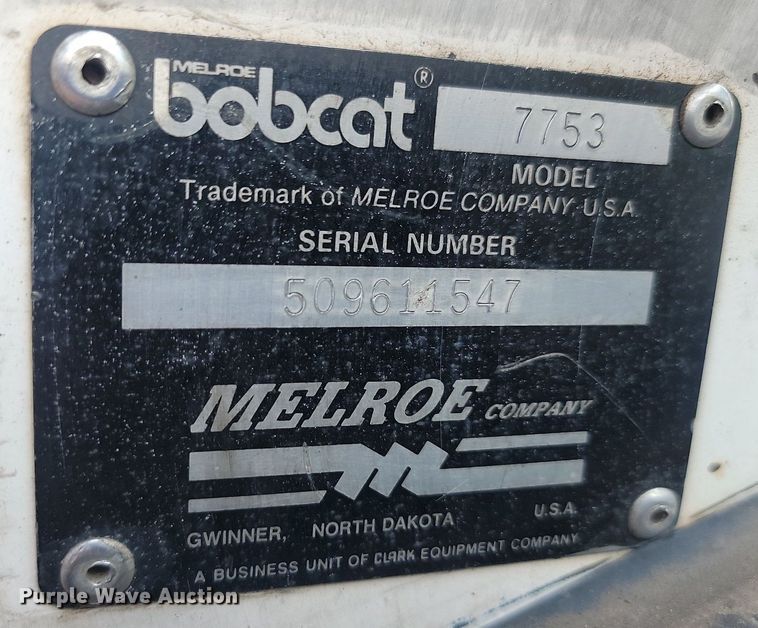 MELROE
bobcat ® 7753
MODEL
Trademark of MELROE COMPANY U.S.A.
SERIAL NUMBER
509611547
MELROE COMPANY
GWINNER, NORTH DAKOTA U.S.A.
A BUSINESS UNIT OF CLARK EQUIPMENT COMPANY
Purple Wave Auction